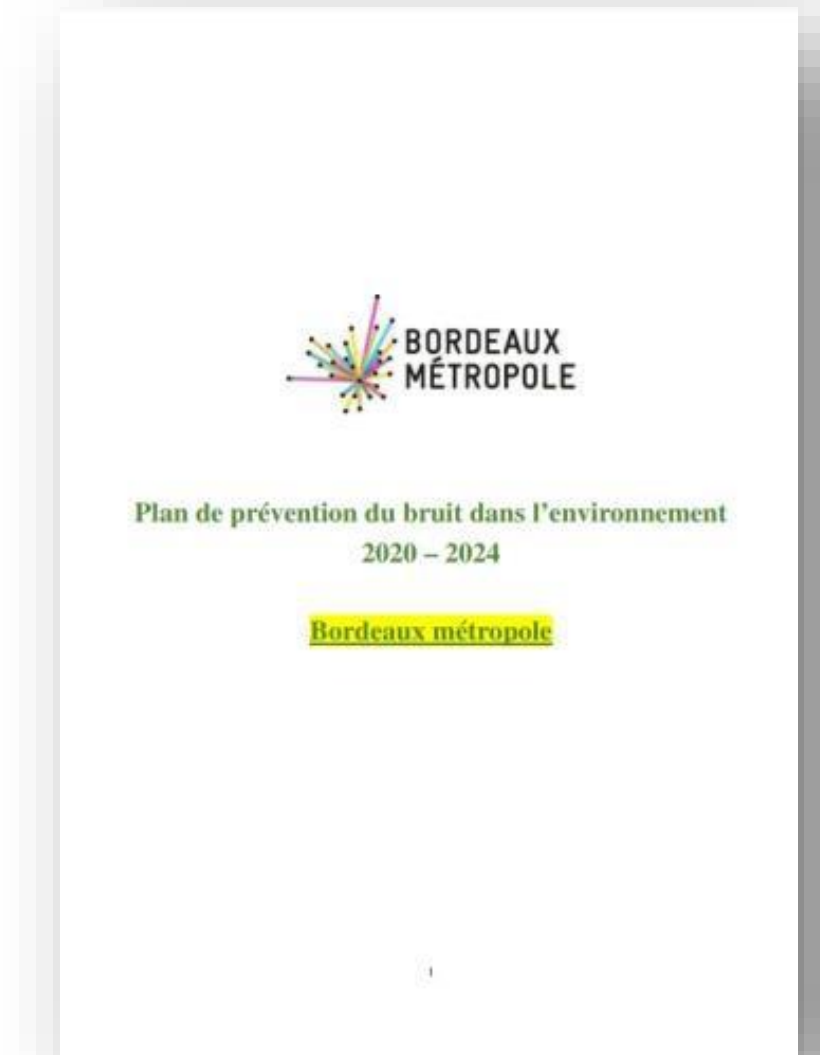 BORDEAUX
MÉTROPOLE
Plan de prévention du bruit dans l’environnement
2020 – 2024
Bordeaux métropole
1